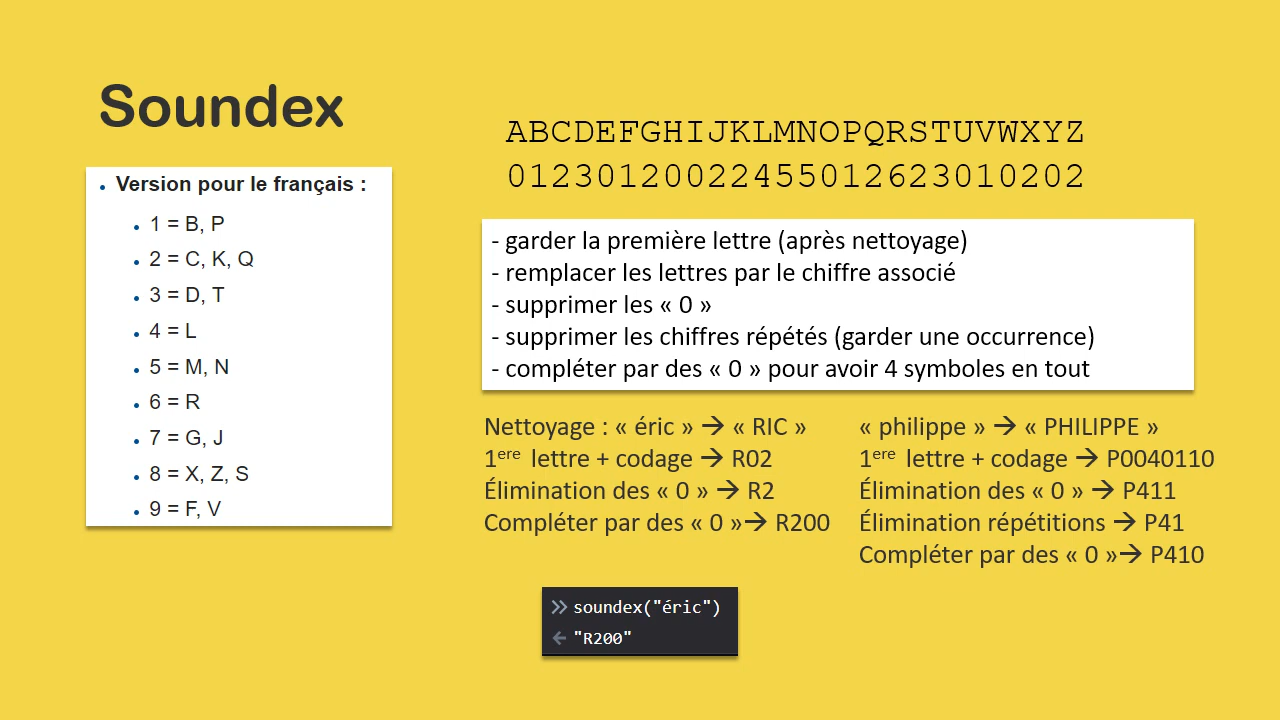 Soundex
• Version pour le français :
• 1 = B, P
• 2 = C, K, Q
• 3 = D, T
• 4 = L
• 5 = M, N
• 6 = R
• 7 = G, J
• 8 = X, Z, S
• 9 = F, V
ABCDEFGHIJKLMNOPQRSTUVWXYZ
01230120022455012623010202
- garder la première lettre (après nettoyage)
- remplacer les lettres par le chiffre associé
- supprimer les « 0 »
- supprimer les chiffres répétés (garder une occurrence)
- compléter par des « 0 » pour avoir 4 symboles en tout
Nettoyage : « éric » → « RIC »
1ere lettre + codage → R02
Élimination des « 0 » → R2
Compléter par des « 0 »→ R200
« philippe » → « PHILIPPE »
1ere lettre + codage → P0040110
Élimination des « 0 » → P411
Élimination répétitions → P41
Compléter par des « 0 »→ P410
soundex("éric")
"R200"